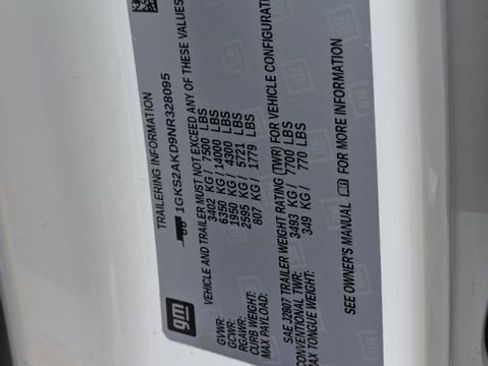 gm
TRAILERING INFORMATION
1GKS2AKD9NR328095
VEHICLE AND TRAILER MUST NOT EXCEED ANY OF THESE VALUES
GVWR: 3402 KG/ 7500 LBS
GCWR: 6350 KG/14000 LBS
RGAWR: 1950 KG/ 4300 LBS
CURB WEIGHT: 2595 KG/ 5721 LBS
MAX PAYLOAD: 807 KG/ 1779 LBS
SAE J2807 TRAILER WEIGHT RATING (TWR) FOR VEHICLE CONFIGURAT
CONVENTIONAL TWR: 3493 KG/ 7700 LBS
MAX TONGUE WEIGHT: 349 KG/ 770 LBS
SEE OWNER'S MANUAL FOR MORE INFORMATION